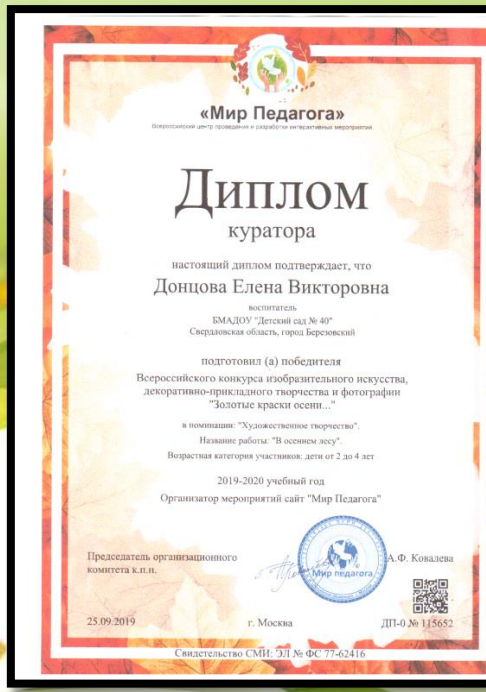 «Мир Педагога»
Всероссийский центр проведения и разработки интерактивных мероприятий
Диплом
куратора
настоящий диплом подтверждает, что
Донцова Елена Викторовна
воспитатель
БМАДОУ "Детский сад № 40"
Свердловская область, город Березовский
подготовил (а) победителя
Всероссийского конкурса изобразительного искусства,
декоративно-прикладного творчества и фотографии
"Золотые краски осени..."
в номинации: "Художественное творчество".
Название работы: "В осеннем лесу".
Возрастная категория участников: дети от 2 до 4 лет
2019-2020 учебный год
Организатор мероприятий сайт "Мир Педагога"
Председатель организационного
комитета к.п.н.
Мир педагога
А.Ф. Ковалева
25.09.2019
г. Москва
ДП-0 № 115652
Свидетельство СМИ: ЭЛ № ФС 77-62416